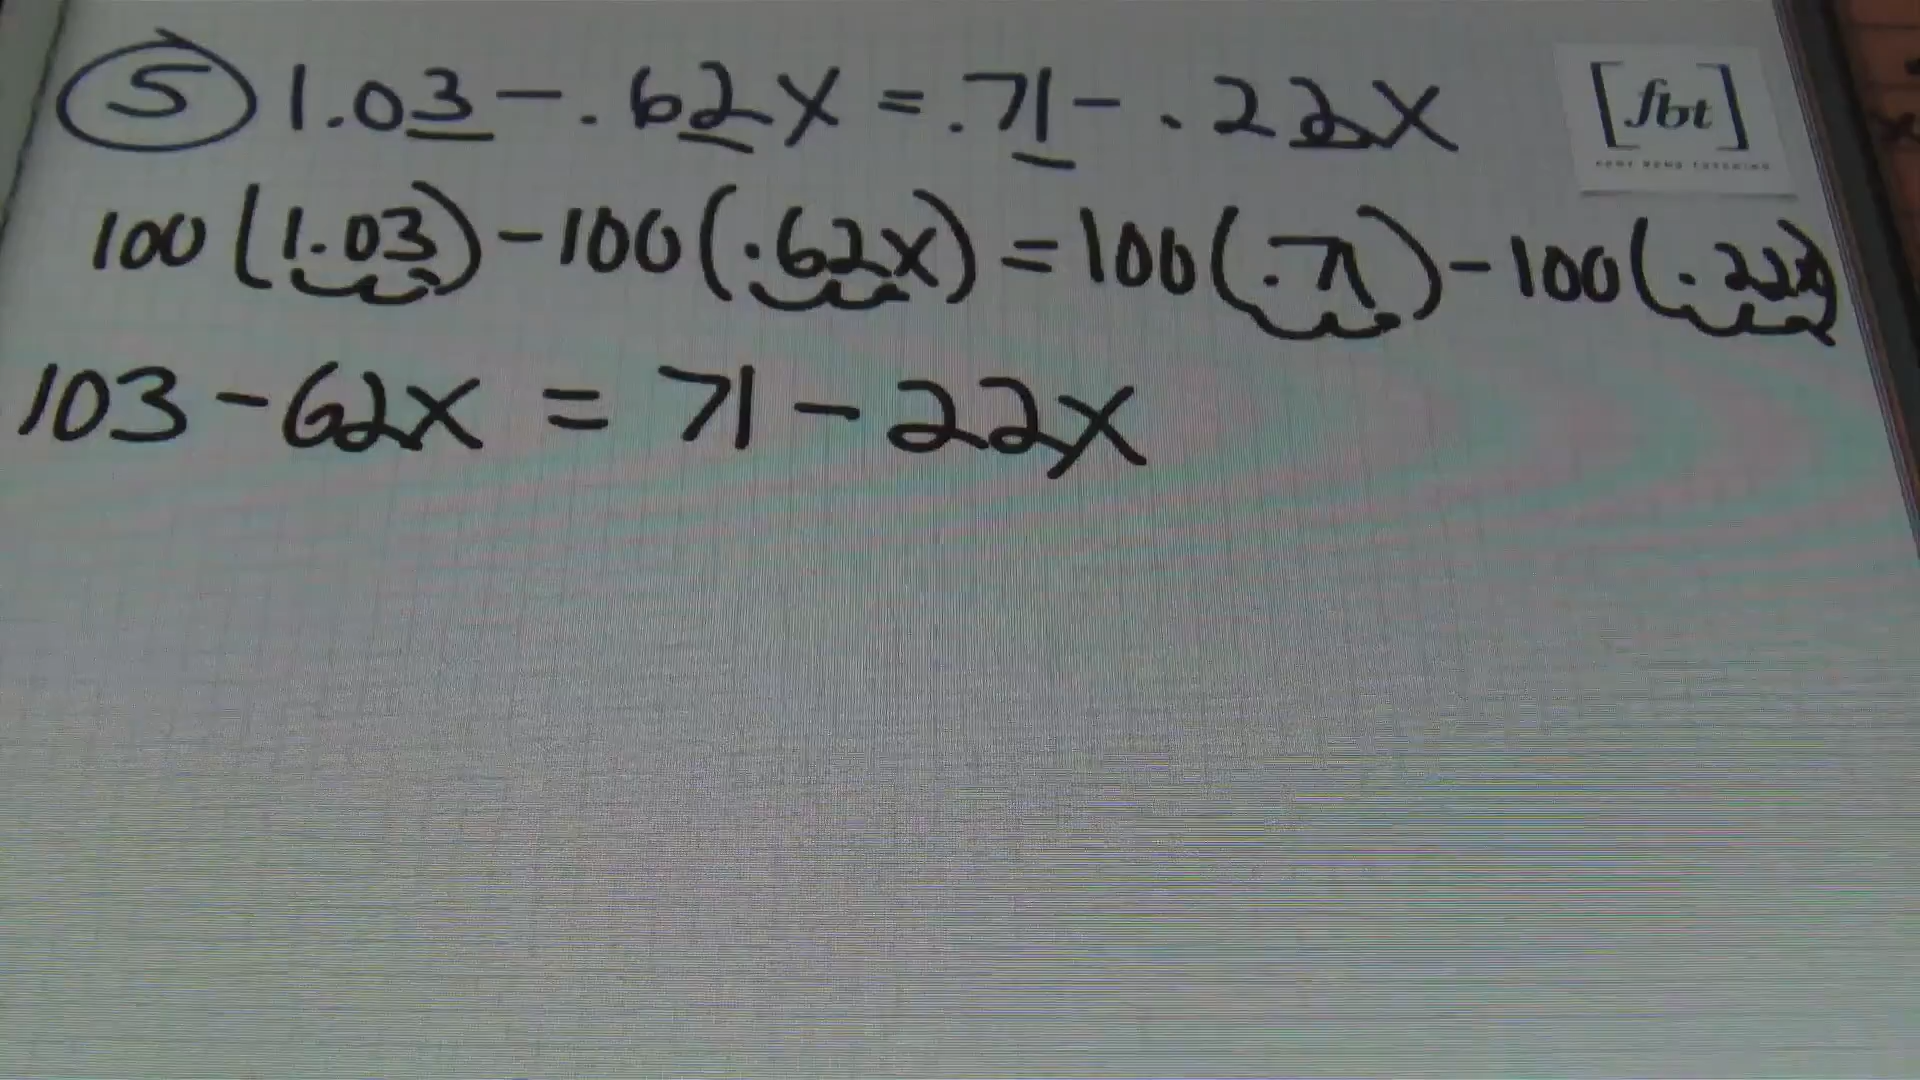 5 1.03 - .62x = .71 - .22x
[fbt]
100(1.03) - 100(.62x) = 100(.71) - 100(.22x)
103 - 62x = 71 - 22x